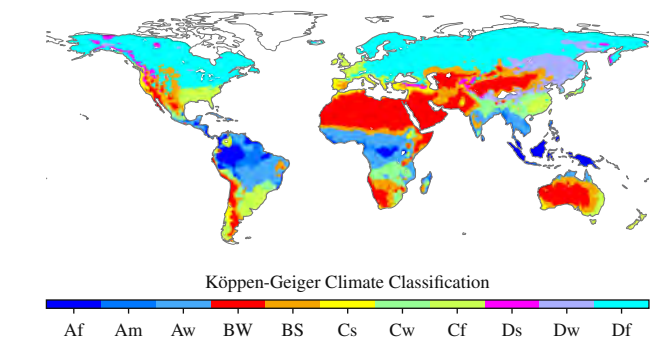 Köppen-Geiger Climate Classification
Af Am Aw BW BS Cs Cw Cf Ds Dw Df